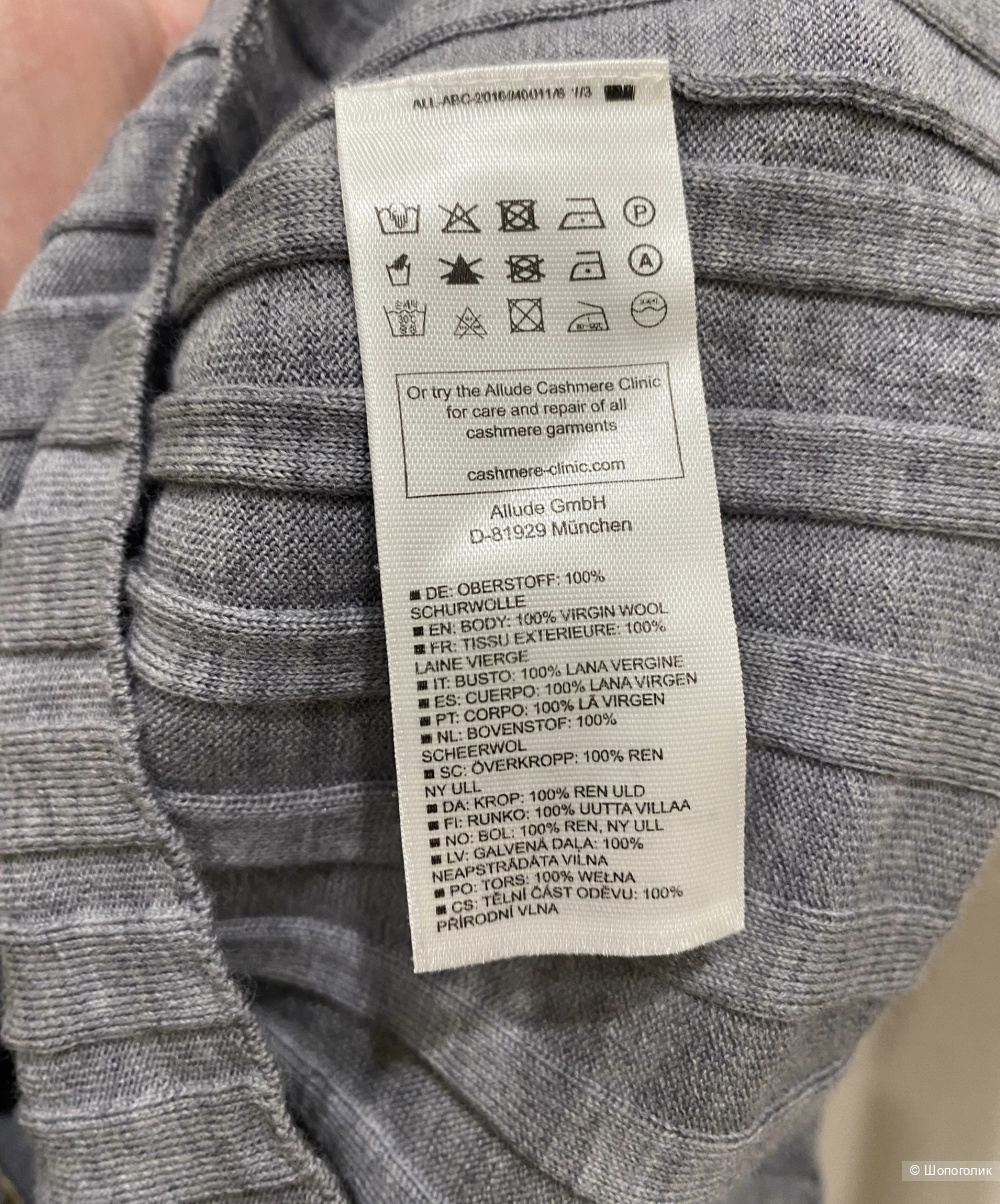 ALL-ABC-2016/M0011/6 1/3
P
A
Or try the Allude Cashmere Clinic
for care and repair of all
cashmere garments
cashmere-clinic.com
Allude GmbH
D-81929 München
DE: OBERSTOFF: 100%
SCHURWOLLE
EN: BODY: 100% VIRGIN WOOL
FR: TISSU EXTERIEURE: 100%
LAINE VIERGE
IT: BUSTO: 100% LANA VERGINE
ES: CUERPO: 100% LANA VIRGEN
PT: CORPO: 100% LÃ VIRGEN
NL: BOVENSTOF: 100%
SCHEERWOL
SC: ÖVERKROPP: 100% REN
NY ULL
DA: KROP: 100% REN ULD
FI: RUNKO: 100% UUTTA VILLAA
NO: BOL: 100% REN, NY ULL
LV: GALVENĀ DAĻA: 100%
NEAPSTRĀDĀTA VILNA
PO: TORS: 100% WEŁNA
CS: TĚLNÍ ČÁST ODĚVU: 100%
PŘÍRODNÍ VLNA
© Шопоголик